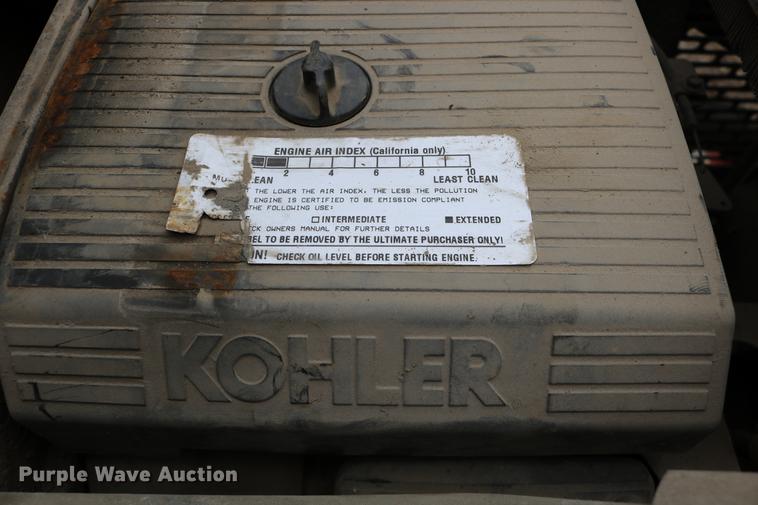 ENGINE AIR INDEX (California only)
2 4 6 8 10
LEAN LEAST CLEAN
THE LOWER THE AIR INDEX, THE LESS THE POLLUTION
ENGINE IS CERTIFIED TO BE EMISSION COMPLIANT
THE FOLLOWING USE:
INTERMEDIATE EXTENDED
CK OWNERS MANUAL FOR FURTHER DETAILS
EL TO BE REMOVED BY THE ULTIMATE PURCHASER ONLY!
ON! CHECK OIL LEVEL BEFORE STARTING ENGINE.
KOHLER
Purple Wave Auction